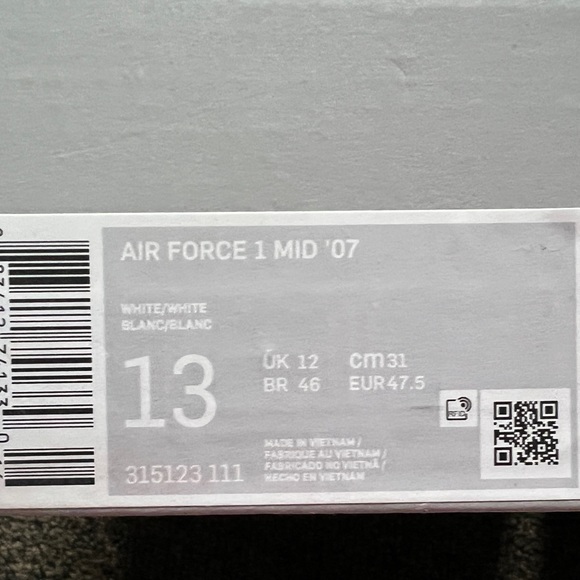 AIR FORCE 1 MID '07
WHITE/WHITE
BLANC/BLANC
13
UK 12 cm 31
BR 46 EUR 47.5
RFID
MADE IN VIETNAM /
FABRIQUE AU VIETNAM /
FABRICADO NO VIETNÃ /
HECHO EN VIETNAM
315123 111